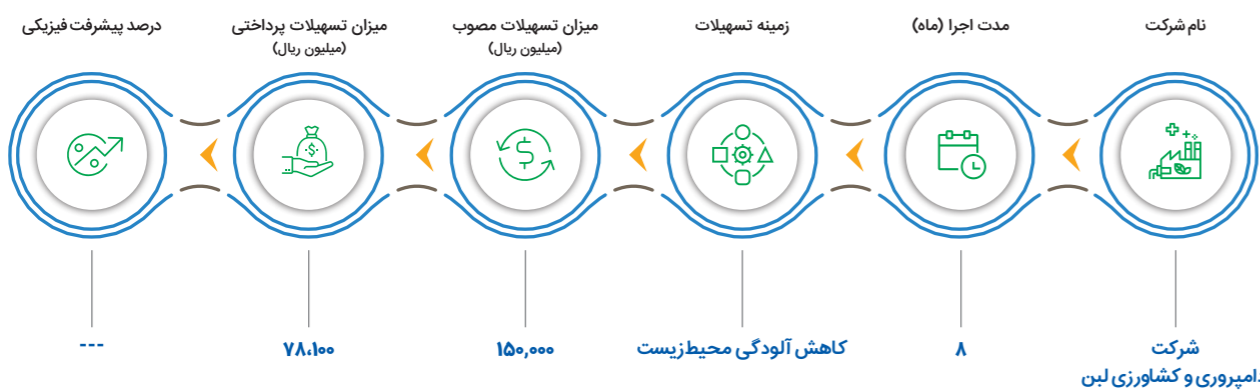 نام شرکت
مدت اجرا (ماه)
زمینه تسهیلات
میزان تسهیلات مصوب
(میلیون ریال)
میزان تسهیلات پرداختی
(میلیون ریال)
درصد پیشرفت فیزیکی
شرکت
امپروری و کشاورزی لبن
۸
کاهش آلودگی محیط‌زیست
۱۵۰,۰۰۰
۷۸,۱۰۰
---